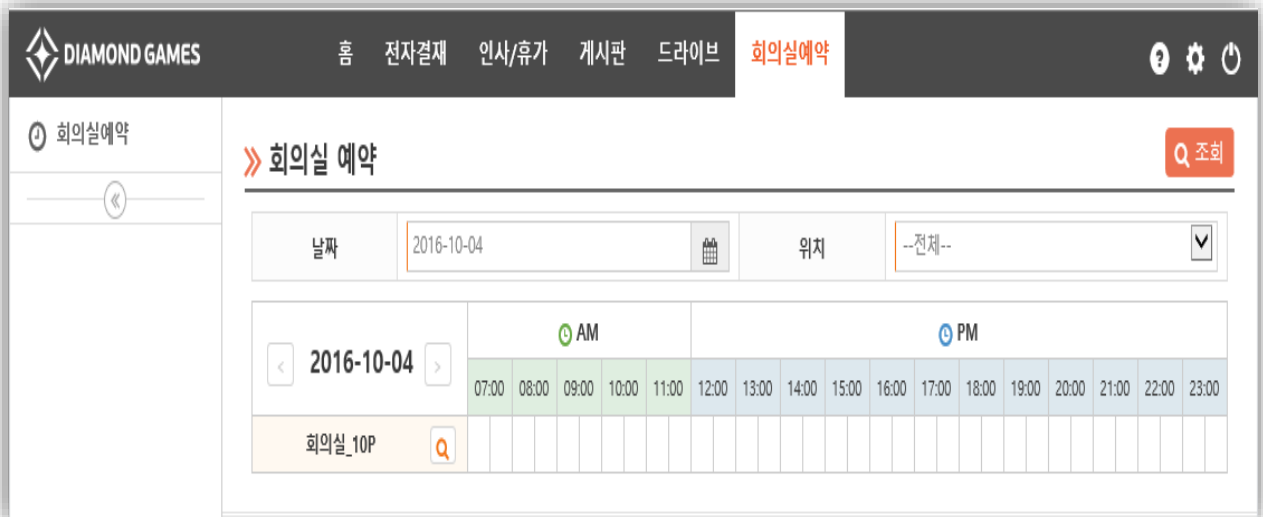 DIAMOND GAMES 홈 전자결재 인사/휴가 게시판 드라이브 회의실예약
회의실예약
회의실 예약 조회
날짜 2016-10-04 위치 --전체--
AM PM
2016-10-04
07:00 08:00 09:00 10:00 11:00 12:00 13:00 14:00 15:00 16:00 17:00 18:00 19:00 20:00 21:00 22:00 23:00
회의실_10P